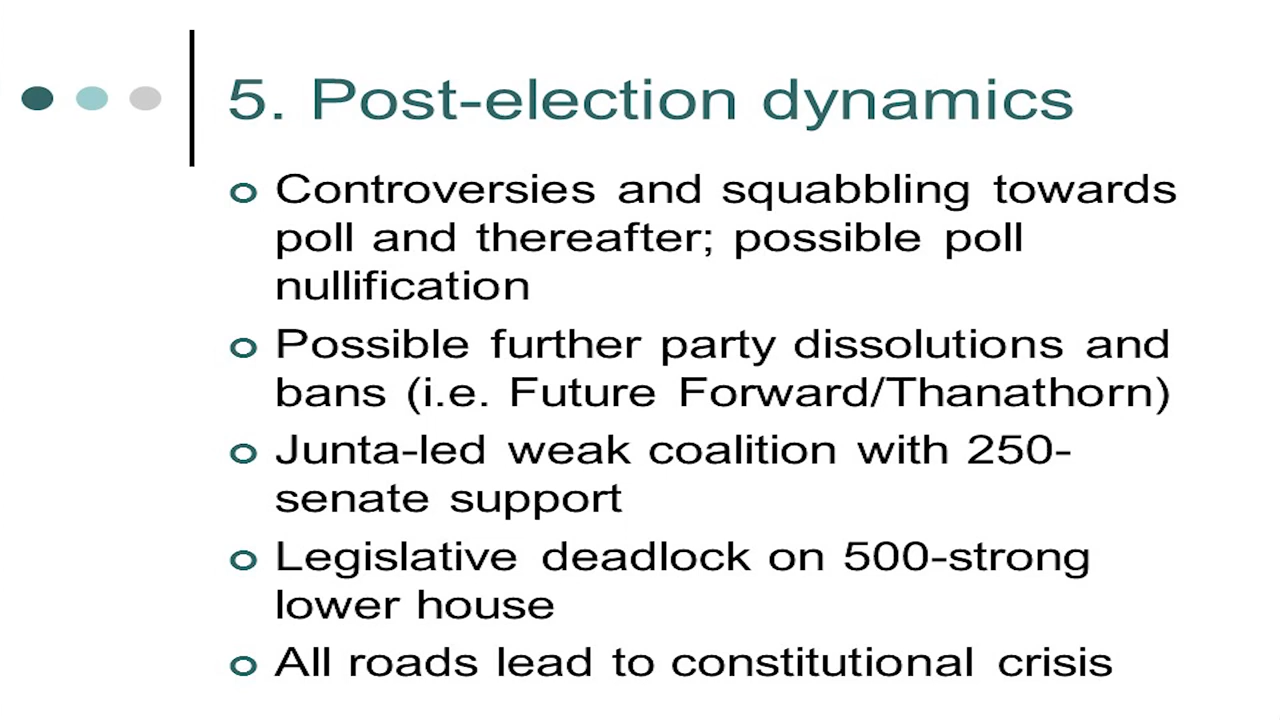 5. Post-election dynamics
Controversies and squabbling towards
poll and thereafter; possible poll
nullification
Possible further party dissolutions and
bans (i.e. Future Forward/Thanathorn)
Junta-led weak coalition with 250-
senate support
Legislative deadlock on 500-strong
lower house
All roads lead to constitutional crisis